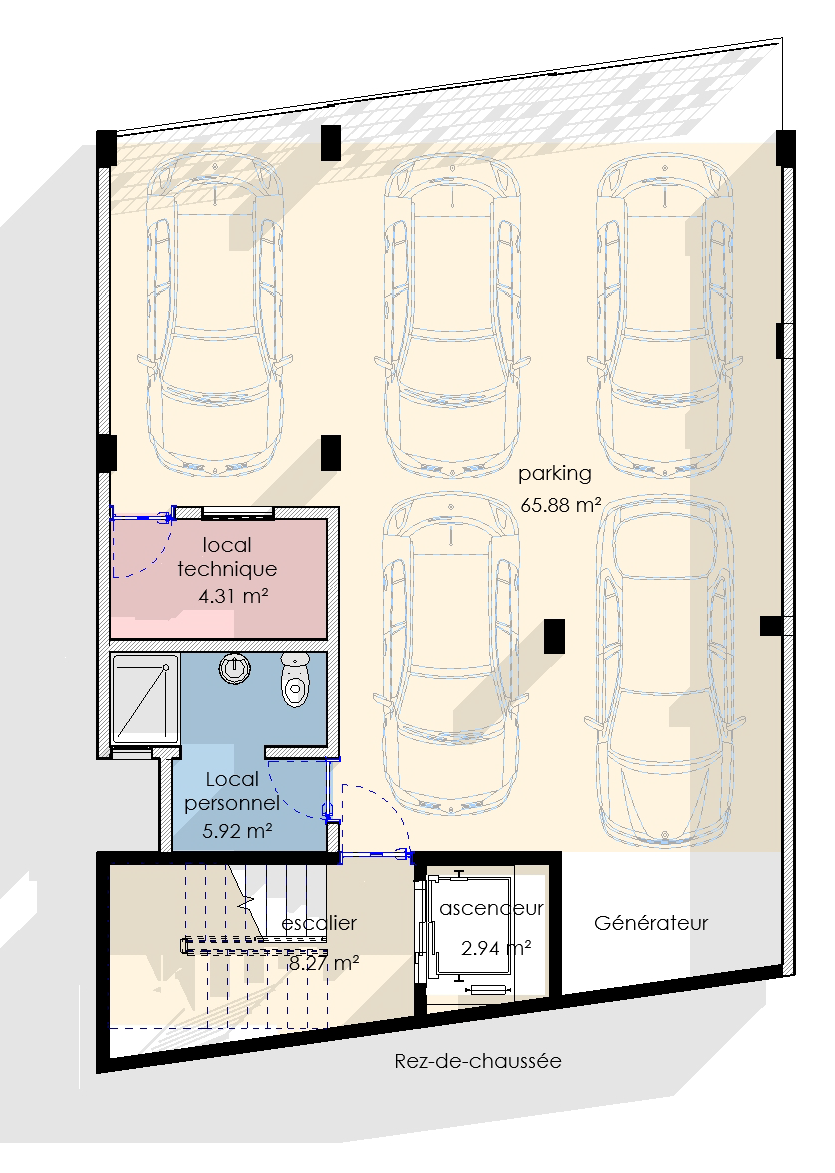 parking
65.88 m²
local
technique
4.31 m²
Local
personnel
5.92 m²
escalier
8.27 m²
ascenceur
2.94 m²
Générateur
Rez-de-chaussée